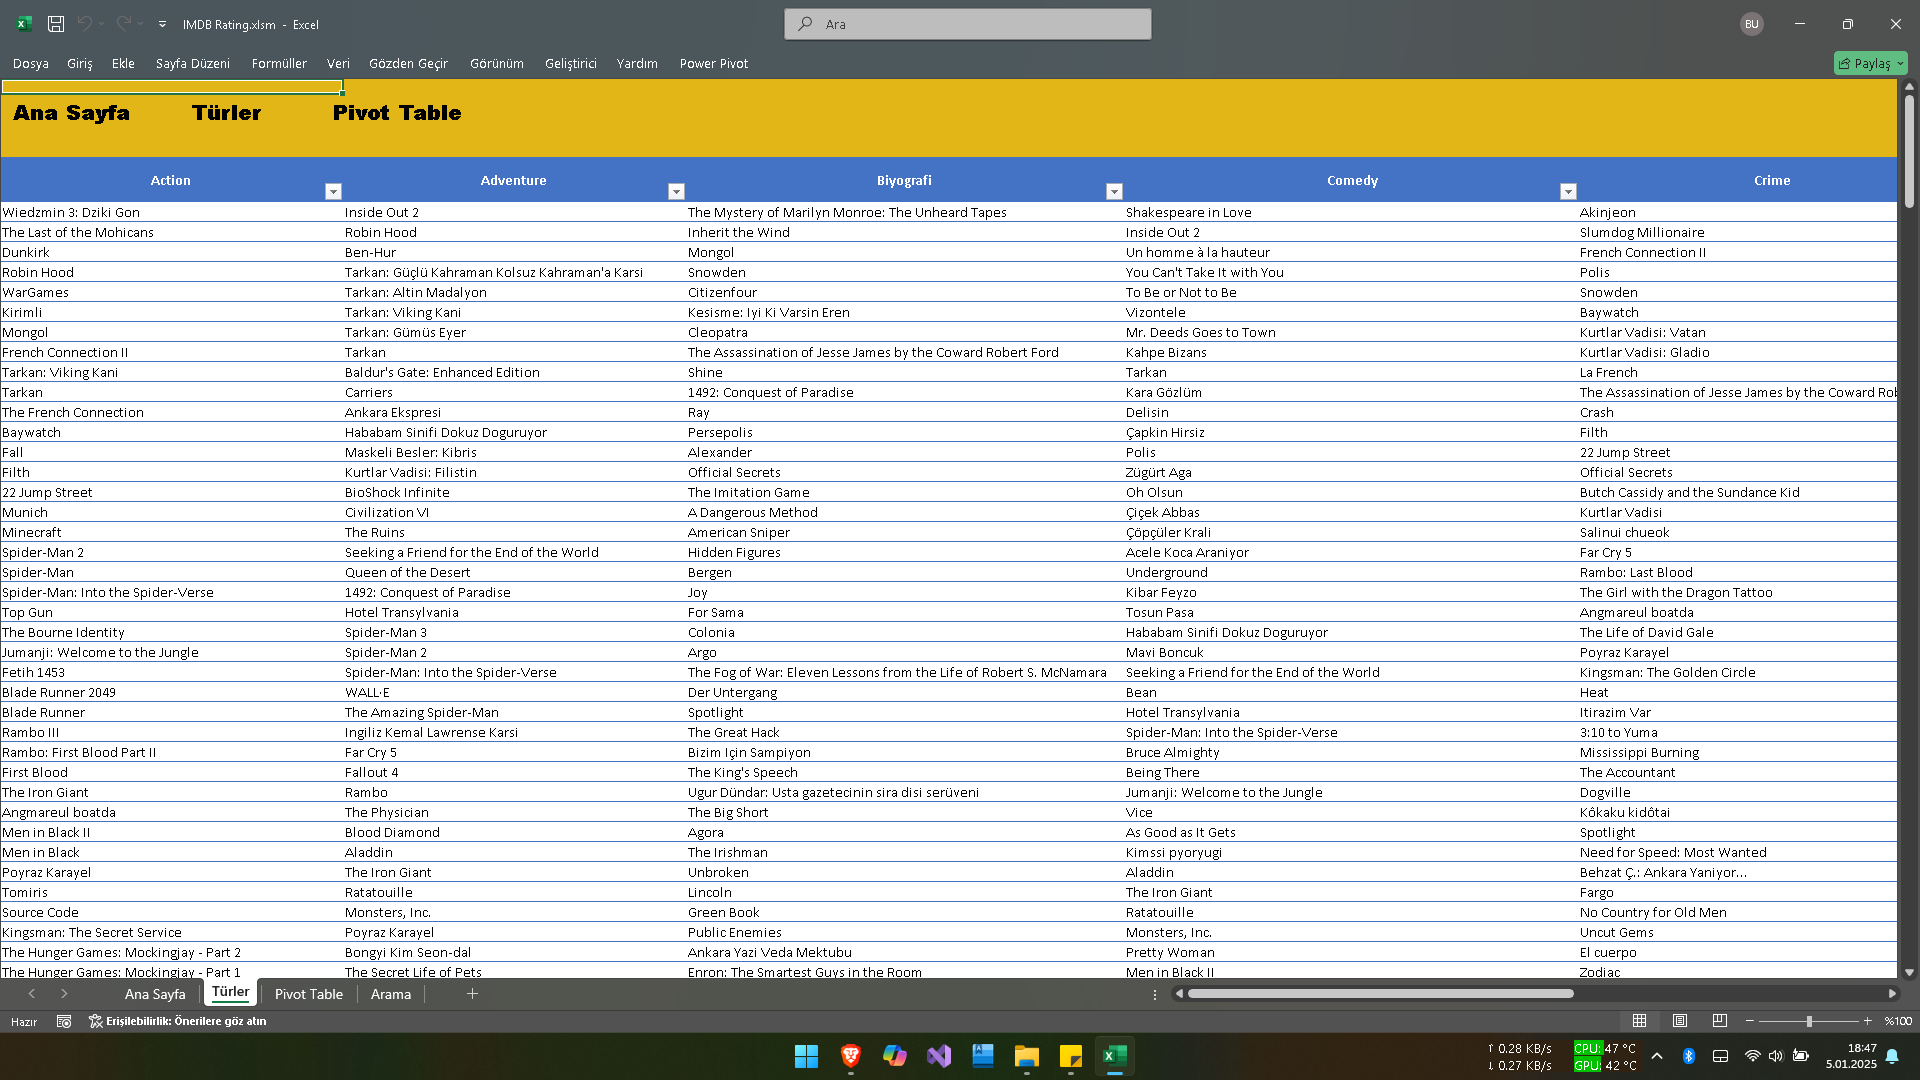 IMDB Rating.xlsm - Excel
Ara
BU
Dosya Giriş Ekle Sayfa Düzeni Formüller Veri Gözden Geçir Görünüm Geliştirici Yardım Power Pivot Paylaş
Ana Sayfa Türler Pivot Table
Action Adventure Biyografi Comedy Crime
Wiedzmin 3: Dziki Gon Inside Out 2 The Mystery of Marilyn Monroe: The Unheard Tapes Shakespeare in Love Akinjeon
The Last of the Mohicans Robin Hood Inherit the Wind Inside Out 2 Slumdog Millionaire
Dunkirk Ben-Hur Mongol Un homme à la hauteur French Connection II
Robin Hood Tarkan: Güçlü Kahraman Kolsuz Kahraman'a Karsi Snowden You Can't Take It with You Polis
WarGames Tarkan: Altin Madalyon Citizenfour To Be or Not to Be Snowden
Kirimli Tarkan: Viking Kani Kesisme: Iyi Ki Varsin Eren Vizontele Baywatch
Mongol Tarkan: Gümüs Eyer Cleopatra Mr. Deeds Goes to Town Kurtlar Vadisi: Vatan
French Connection II Tarkan The Assassination of Jesse James by the Coward Robert Ford Kahpe Bizans Kurtlar Vadisi: Gladio
Tarkan: Viking Kani Baldur's Gate: Enhanced Edition Shine Tarkan La French
Tarkan Carriers 1492: Conquest of Paradise Kara Gözlüm The Assassination of Jesse James by the Coward Rob
The French Connection Ankara Ekspresi Ray Delisin Crash
Baywatch Hababam Sinifi Dokuz Doguruyor Persepolis Çapkin Hirsiz Filth
Fall Maskeli Besler: Kibris Alexander Polis 22 Jump Street
Filth Kurtlar Vadisi: Filistin Official Secrets Zügürt Aga Official Secrets
22 Jump Street BioShock Infinite The Imitation Game Oh Olsun Butch Cassidy and the Sundance Kid
Munich Civilization VI A Dangerous Method Çiçek Abbas Kurtlar Vadisi
Minecraft The Ruins American Sniper Çöpçüler Krali Salinui chueok
Spider-Man 2 Seeking a Friend for the End of the World Hidden Figures Acele Koca Araniyor Far Cry 5
Spider-Man Queen of the Desert Bergen Underground Rambo: Last Blood
Spider-Man: Into the Spider-Verse 1492: Conquest of Paradise Joy Kibar Feyzo The Girl with the Dragon Tattoo
Top Gun Hotel Transylvania For Sama Tosun Pasa Angmareul boatda
The Bourne Identity Spider-Man 3 Colonia Hababam Sinifi Dokuz Doguruyor The Life of David Gale
Jumanji: Welcome to the Jungle Spider-Man 2 Argo Mavi Boncuk Poyraz Karayel
Fetih 1453 Spider-Man: Into the Spider-Verse The Fog of War: Eleven Lessons from the Life of Robert S. McNamara Seeking a Friend for the End of the World Kingsman: The Golden Circle
Blade Runner 2049 WALL·E Der Untergang Bean Heat
Blade Runner The Amazing Spider-Man Spotlight Hotel Transylvania Itirazim Var
Rambo III Ingiliz Kemal Lawrense Karsi The Great Hack Spider-Man: Into the Spider-Verse 3:10 to Yuma
Rambo: First Blood Part II Far Cry 5 Bizim Için Sampiyon Bruce Almighty Mississippi Burning
First Blood Fallout 4 The King's Speech Being There The Accountant
The Iron Giant Rambo Ugur Dündar: Usta gazetecinin sira disi serüveni Jumanji: Welcome to the Jungle Dogville
Angmareul boatda The Physician The Big Short Vice Kôkaku kidôtai
Men in Black II Blood Diamond Agora As Good as It Gets Spotlight
Men in Black Aladdin The Irishman Kimssi pyoryugi Need for Speed: Most Wanted
Poyraz Karayel The Iron Giant Unbroken Aladdin Behzat Ç.: Ankara Yaniyor...
Tomiris Ratatouille Lincoln The Iron Giant Fargo
Source Code Monsters, Inc. Green Book Ratatouille No Country for Old Men
Kingsman: The Secret Service Poyraz Karayel Public Enemies Monsters, Inc. Uncut Gems
The Hunger Games: Mockingjay - Part 2 Bongyi Kim Seon-dal Ankara Yazi Veda Mektubu Pretty Woman El cuerpo
The Hunger Games: Mockingjay - Part 1 The Secret Life of Pets Enron: The Smartest Guys in the Room Men in Black II Zodiac
Ana Sayfa Türler Pivot Table Arama
Hazır Erişilebilirlik: Önerilere göz atın %100
↑ 0.28 KB/s CPU: 47 °C 18:47
↓ 0.27 KB/s GPU: 42 °C 5.01.2025